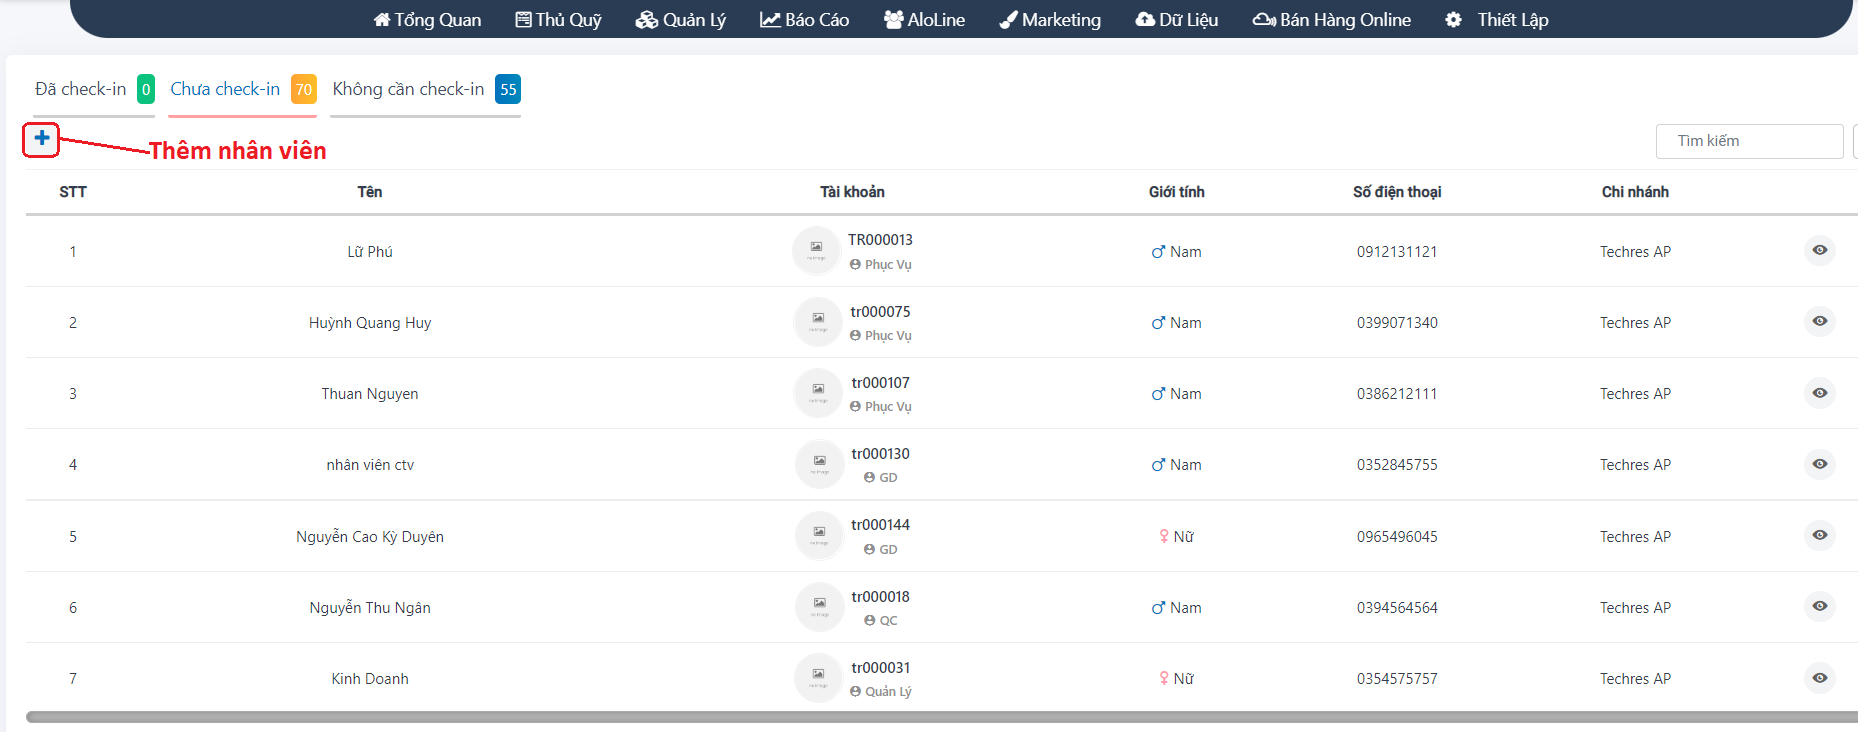 Tổng Quan Thủ Quỹ Quản Lý Báo Cáo AloLine Marketing Dữ Liệu Bán Hàng Online Thiết Lập
Đã check-in 0 Chưa check-in 70 Không cần check-in 55
Thêm nhân viên
Tìm kiếm
STT Tên Tài khoản Giới tính Số điện thoại Chi nhánh
1 Lữ Phú TR000013 Phục Vụ Nam 0912131121 Techres AP
2 Huỳnh Quang Huy tr000075 Phục Vụ Nam 0399071340 Techres AP
3 Thuan Nguyen tr000107 Phục Vụ Nam 0386212111 Techres AP
4 nhân viên ctv tr000130 GD Nam 0352845755 Techres AP
5 Nguyễn Cao Kỳ Duyên tr000144 GD Nữ 0965496045 Techres AP
6 Nguyễn Thu Ngân tr000018 QC Nam 0394564564 Techres AP
7 Kinh Doanh tr000031 Quản Lý Nữ 0354575757 Techres AP